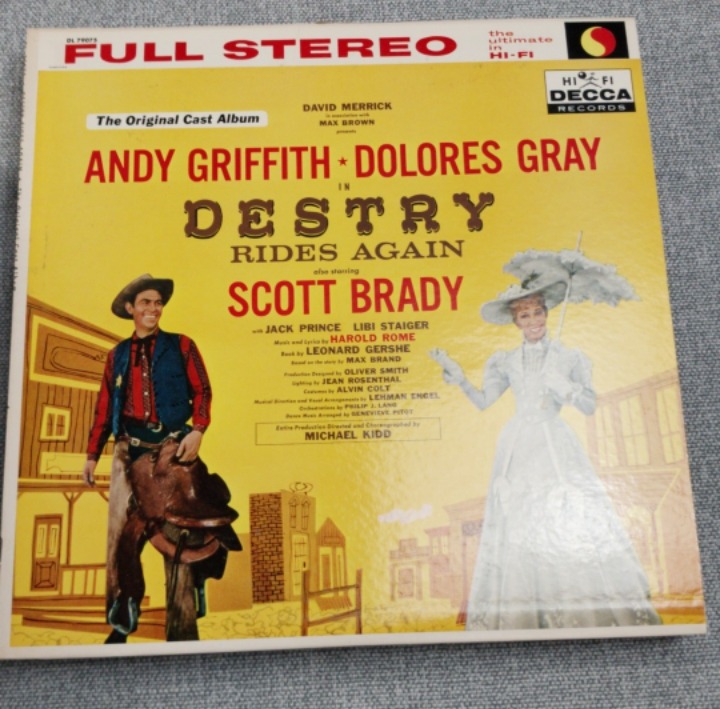 DL 79075
FULL STEREO
the ultimate in HI-FI
HI FI
DECCA
RECORDS
The Original Cast Album
DAVID MERRICK
in association with
MAX BROWN
presents
ANDY GRIFFITH ★ DOLORES GRAY
IN
DESTRY
RIDES AGAIN
also starring
SCOTT BRADY
with JACK PRINCE LIBI STAIGER
Music and Lyrics by HAROLD ROME
Book by LEONARD GERSHE
Based on the story by MAX BRAND
Production Designed by OLIVER SMITH
Lighting by JEAN ROSENTHAL
Costumes by ALVIN COLT
Musical Direction and Vocal Arrangements by LEHMAN ENGEL
Orchestrations by PHILIP J. LANG
Dance Music Arranged by GENEVIEVE PITOT
Entire Production Directed and Choreographed by
MICHAEL KIDD